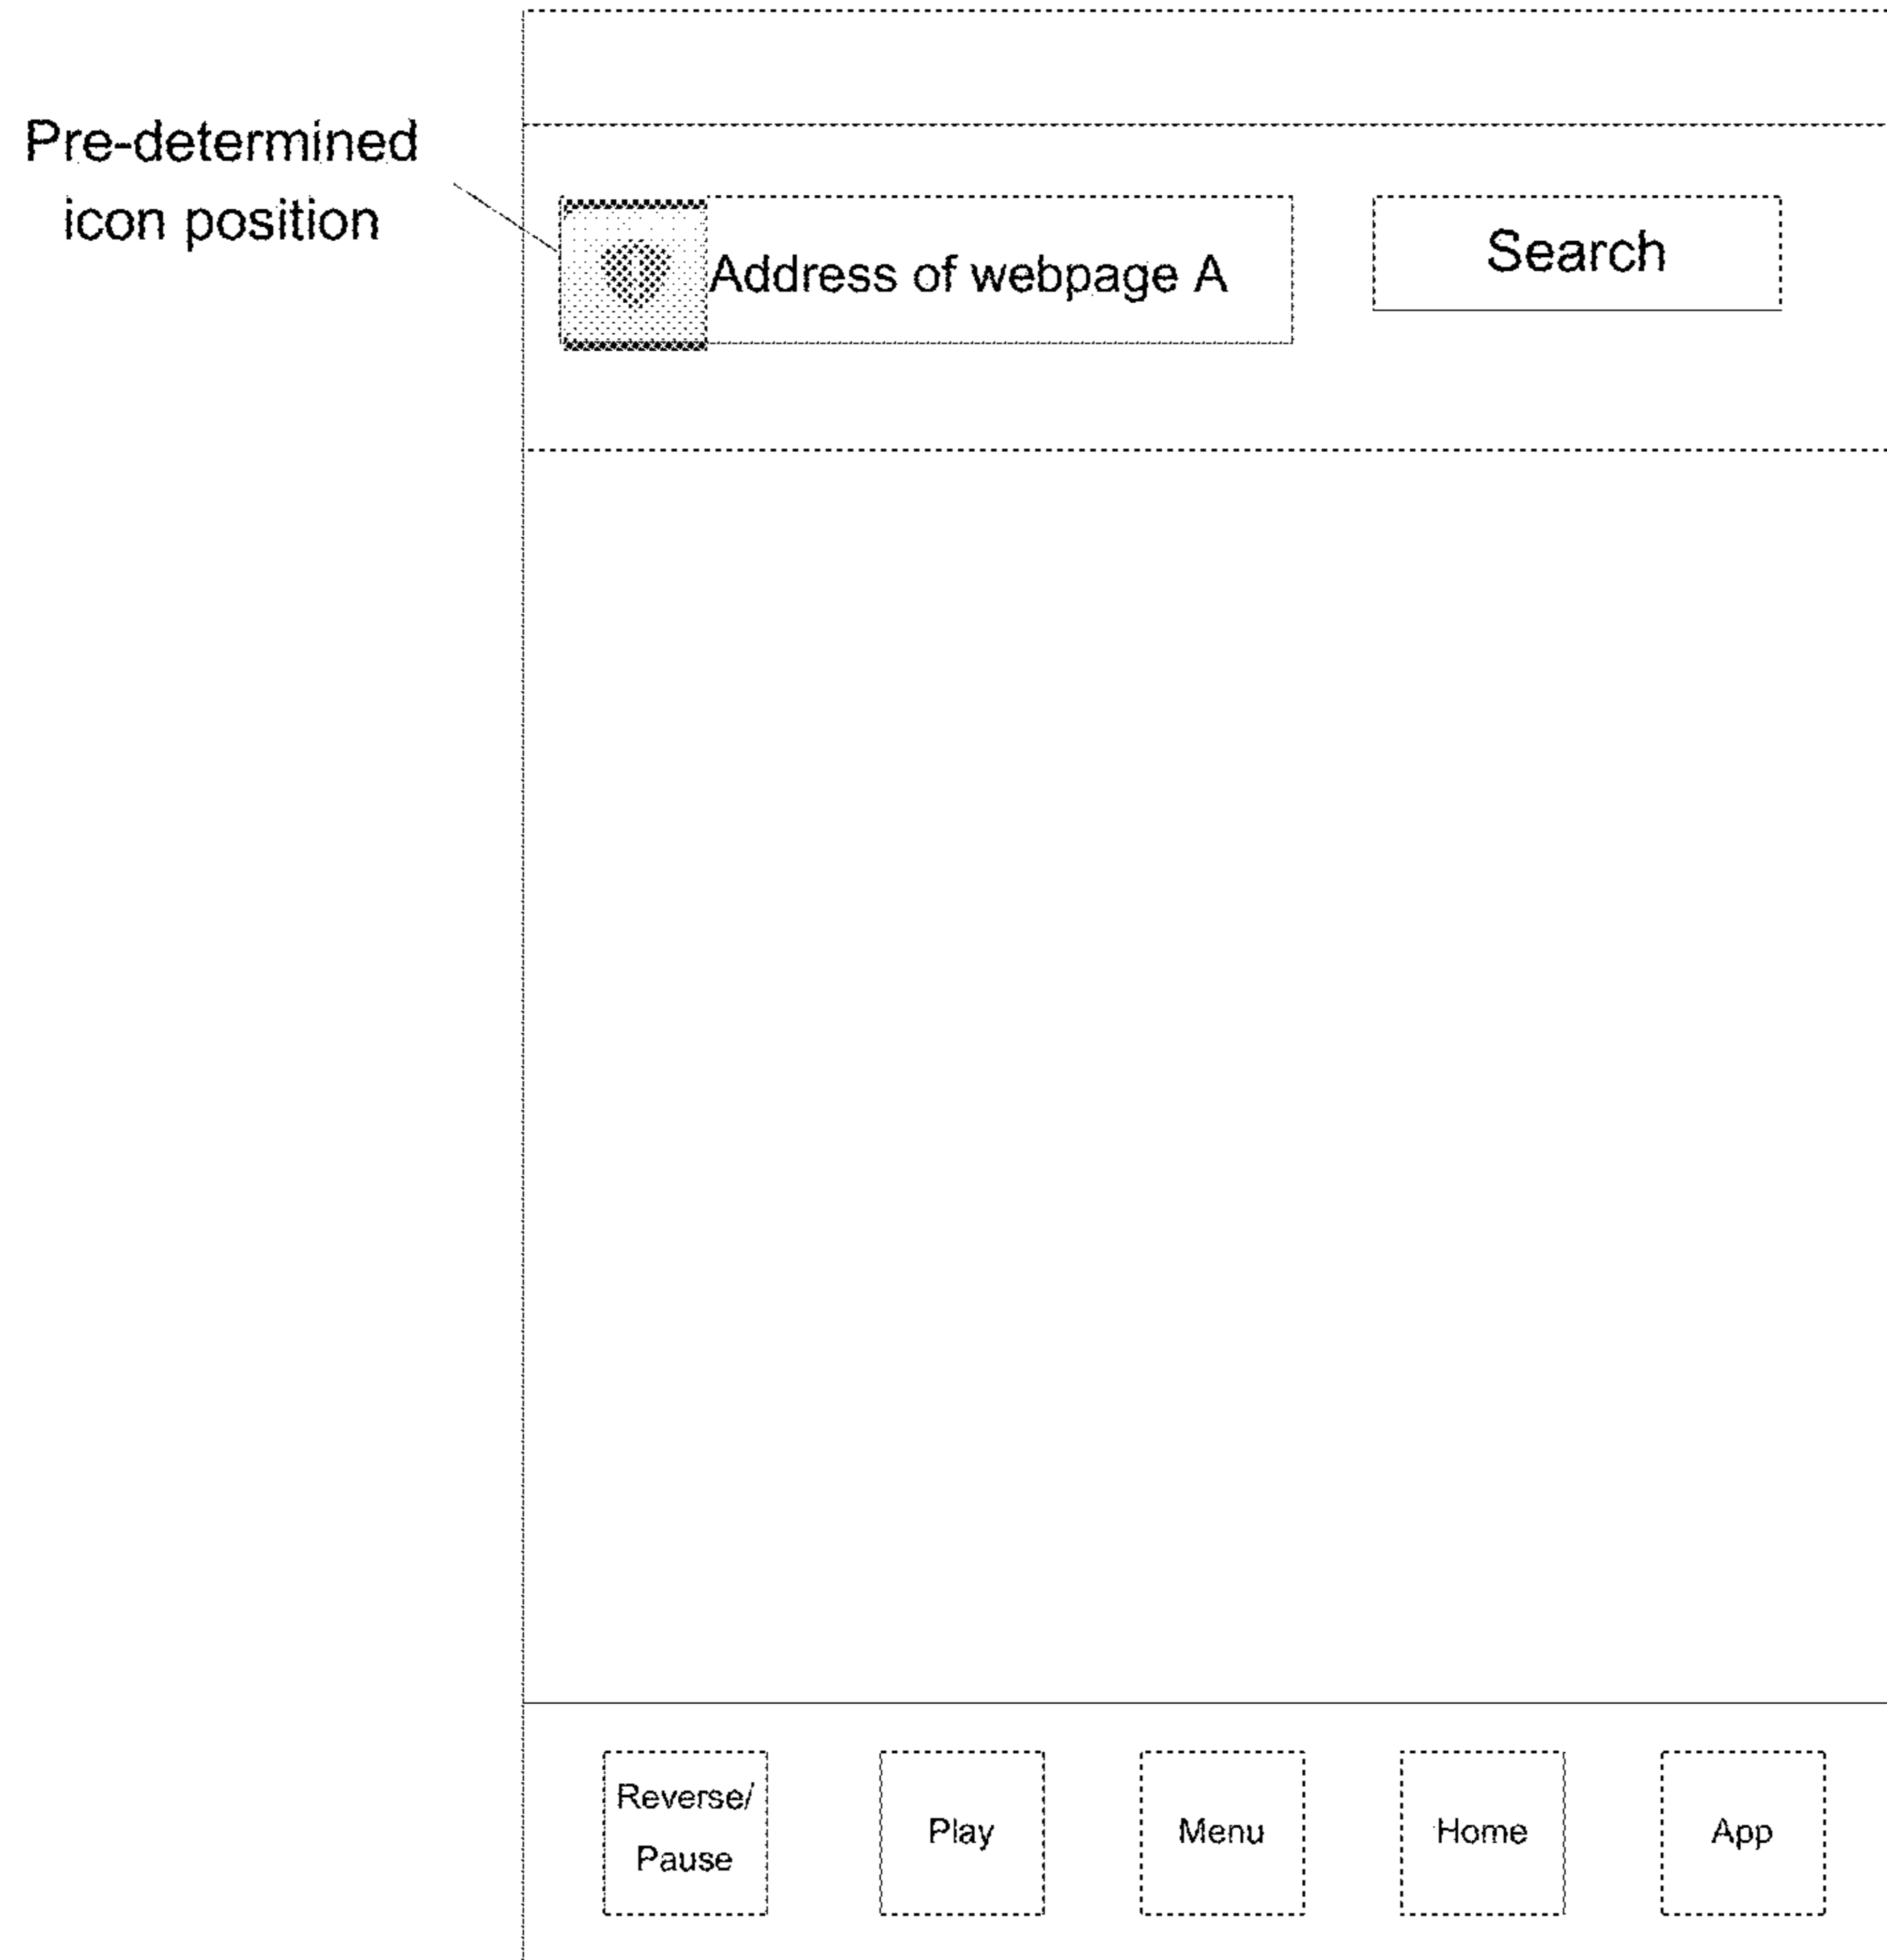 Pre-determined
icon position
Address of webpage A
Search
Reverse/
Pause
Play
Menu
Home
App